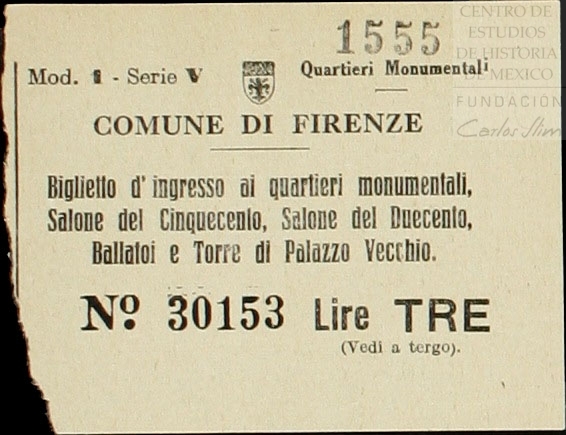 1555
Mod. 1 - Serie V
Quartieri Monumentali
COMUNE DI FIRENZE
Biglietto d' ingresso ai quartieri monumentali,
Salone del Cinquecento, Salone del Duecento,
Ballatoi e Torre di Palazzo Vecchio.
Nº 30153 Lire TRE
(Vedi a tergo).
CENTRO DE
ESTUDIOS
DE HISTORIA
DE MEXICO
FUNDACIÓN
Carlos Slim